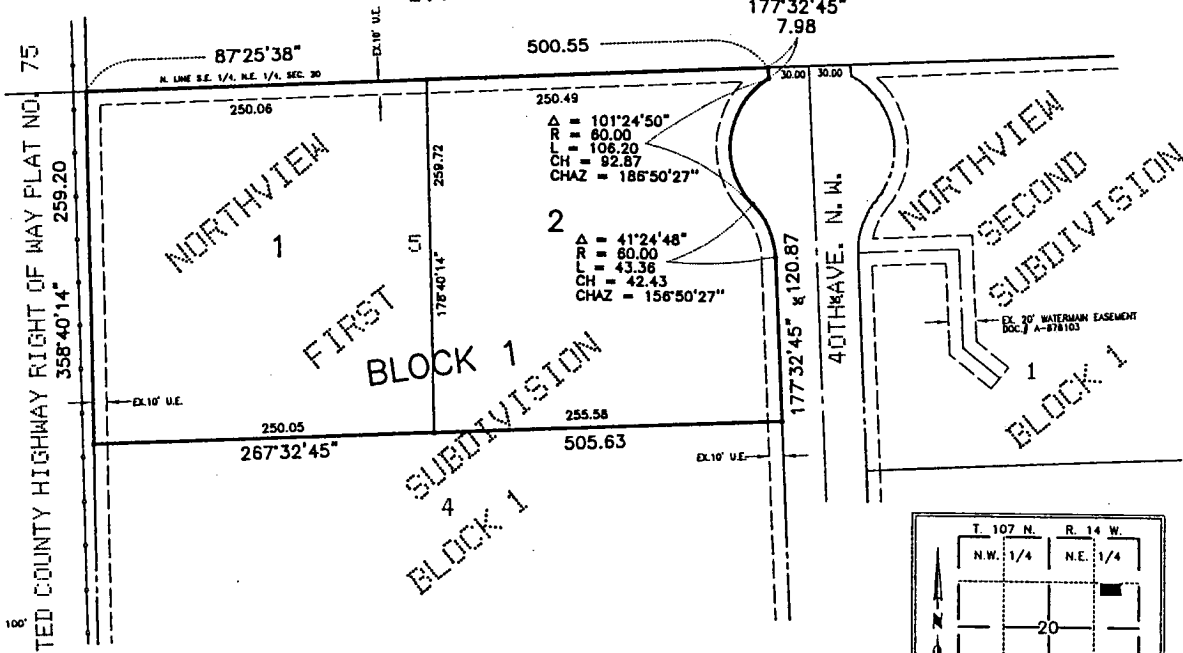 177°32'45"
7.98
87°25'38"
EX.10' U.E.
500.55
N. LINE S.E. 1/4, N.E. 1/4, SEC. 20
30.00 30.00
250.06
250.49
Δ = 101°24'50"
R = 60.00
L = 106.20
CH = 92.87
CHAZ = 186°50'27"
TED COUNTY HIGHWAY RIGHT OF WAY PLAT NO. 75
358°40'14" 259.20
NORTHVIEW
1
FIRST
SUBDIVISION
259.72
178°40'14"
2
Δ = 41°24'48"
R = 60.00
L = 43.36
CH = 42.43
CHAZ = 156°50'27"
BLOCK 1
177°32'45" 120.87
40TH AVE. N.W.
NORTHVIEW
SECOND
SUBDIVISION
EX. 20' WATERMAIN EASEMENT
DOC.# A-878103
1
BLOCK 1
EX.10' U.E.
250.05
267°32'45"
255.58
505.63
EX.10' U.E.
4
BLOCK 1
100'
T. 107 N. R. 14 W.
N.W. 1/4 N.E. 1/4
N
20